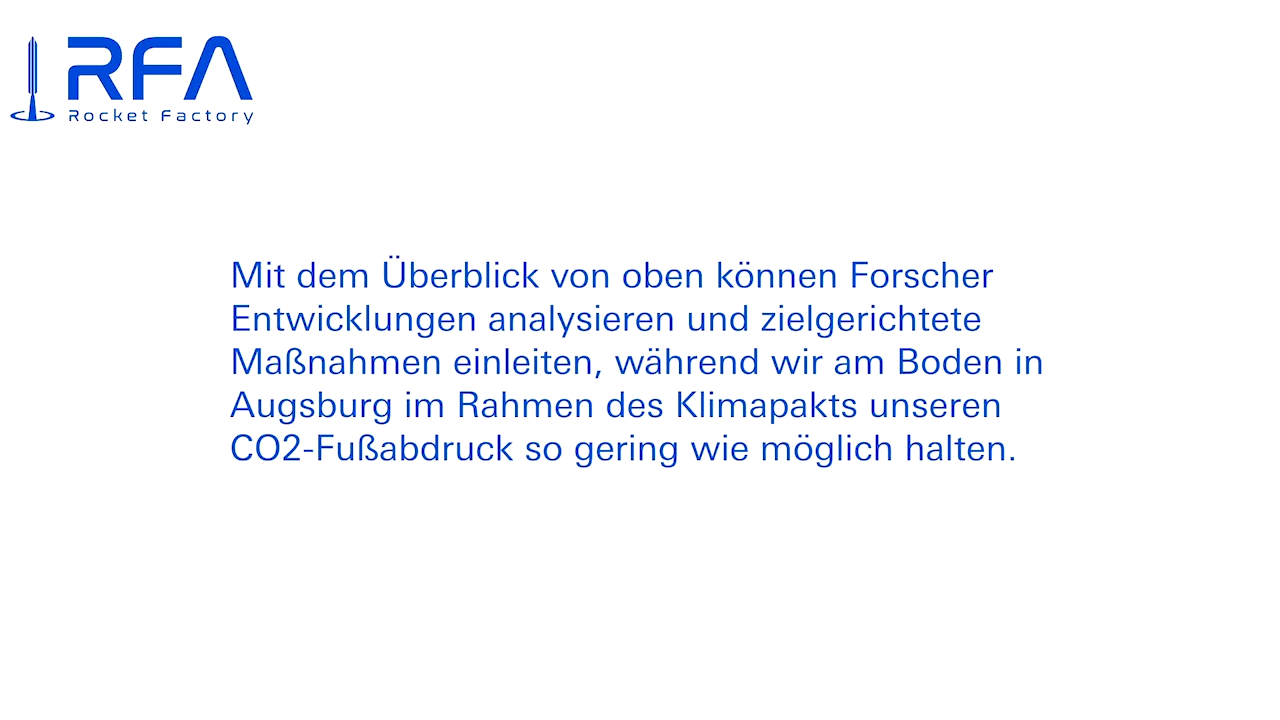 RFA
Rocket Factory
Mit dem Überblick von oben können Forscher
Entwicklungen analysieren und zielgerichtete
Maßnahmen einleiten, während wir am Boden in
Augsburg im Rahmen des Klimapakts unseren
CO2-Fußabdruck so gering wie möglich halten.